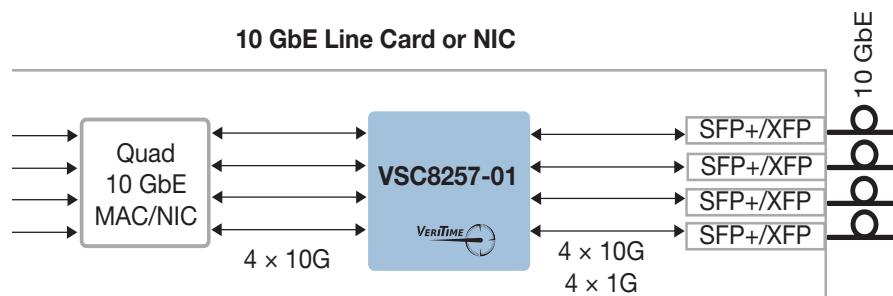 10 GbE Line Card or NIC
10 GbE
Quad
10 GbE
MAC/NIC
VSC8257-01
VERITIME
SFP+/XFP
SFP+/XFP
SFP+/XFP
SFP+/XFP
4 × 10G
4 × 10G
4 × 1G